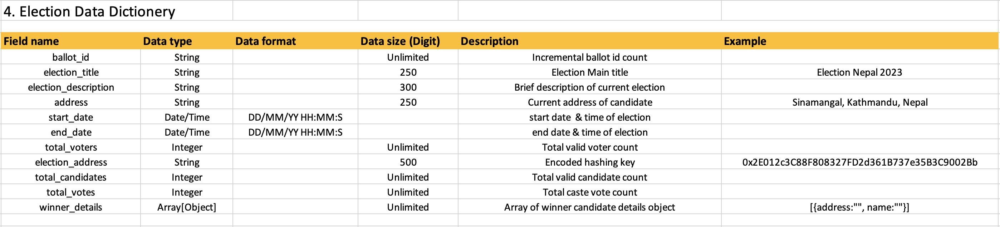 4. Election Data Dictionery
Field name Data type Data format Data size (Digit) Description Example
ballot_id String Unlimited Incremental ballot id count
election_title String 250 Election Main title Election Nepal 2023
election_description String 300 Brief description of current election
address String 250 Current address of candidate Sinamangal, Kathmandu, Nepal
start_date Date/Time DD/MM/YY HH:MM:S start date & time of election
end_date Date/Time DD/MM/YY HH:MM:S end date & time of election
total_voters Integer Unlimited Total valid voter count
election_address String 500 Encoded hashing key 0x2E012c3C88F808327FD2d361B737e35B3C9002Bb
total_candidates Integer Unlimited Total valid candidate count
total_votes Integer Unlimited Total caste vote count
winner_details Array[Object] Unlimited Array of winner candidate details object [{address:"", name:""}]